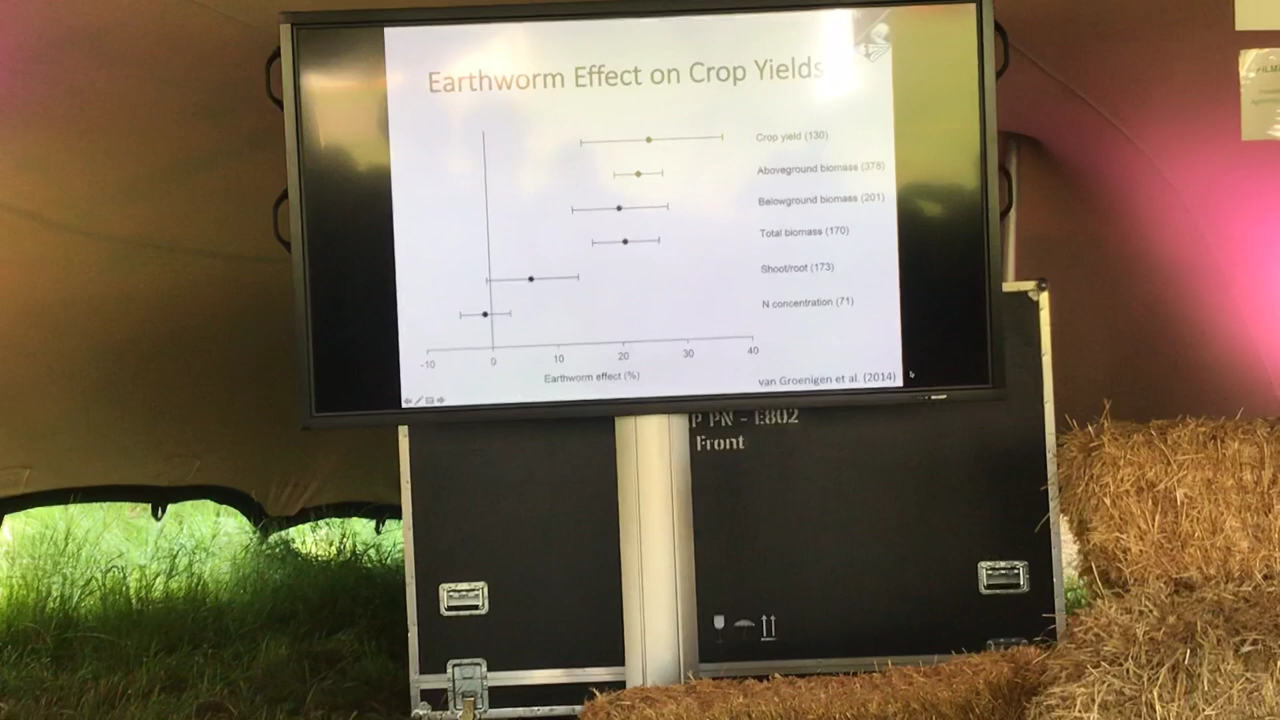 Earthworm Effect on Crop Yields
Crop yield (130)
Aboveground biomass (378)
Belowground biomass (201)
Total biomass (170)
Shoot/root (173)
N concentration (71)
-10 0 10 20 30 40
Earthworm effect (%)
van Groenigen et al. (2014)
P PN - E802
Front